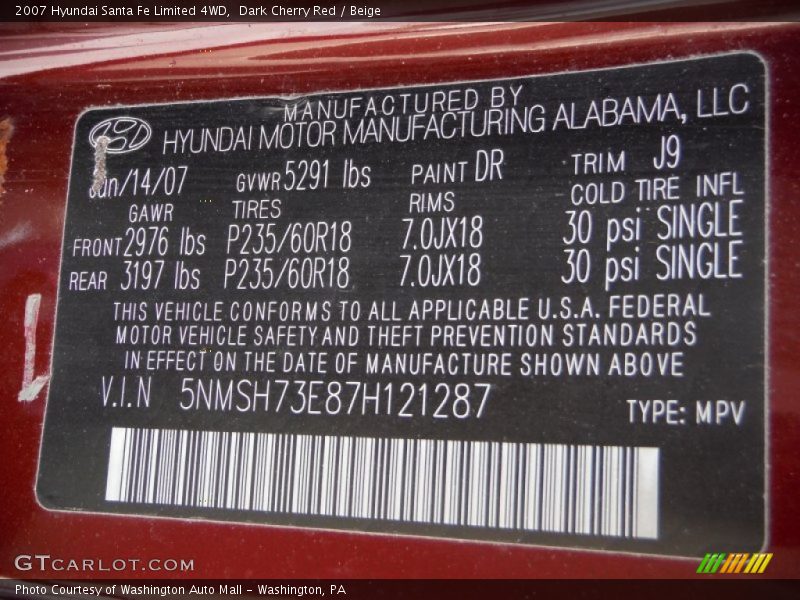 2007 Hyundai Santa Fe Limited 4WD, Dark Cherry Red / Beige
MANUFACTURED BY
HYUNDAI MOTOR MANUFACTURING ALABAMA, LLC
Jun/14/07 GVWR 5291 lbs PAINT DR TRIM J9
GAWR TIRES RIMS COLD TIRE INFL
FRONT 2976 lbs P235/60R18 7.0JX18 30 psi SINGLE
REAR 3197 lbs P235/60R18 7.0JX18 30 psi SINGLE
THIS VEHICLE CONFORMS TO ALL APPLICABLE U.S.A. FEDERAL
MOTOR VEHICLE SAFETY AND THEFT PREVENTION STANDARDS
IN EFFECT ON THE DATE OF MANUFACTURE SHOWN ABOVE
V.I.N 5NMSH73E87H121287
TYPE: MPV
GTCARLOT.COM
Photo Courtesy of Washington Auto Mall - Washington, PA